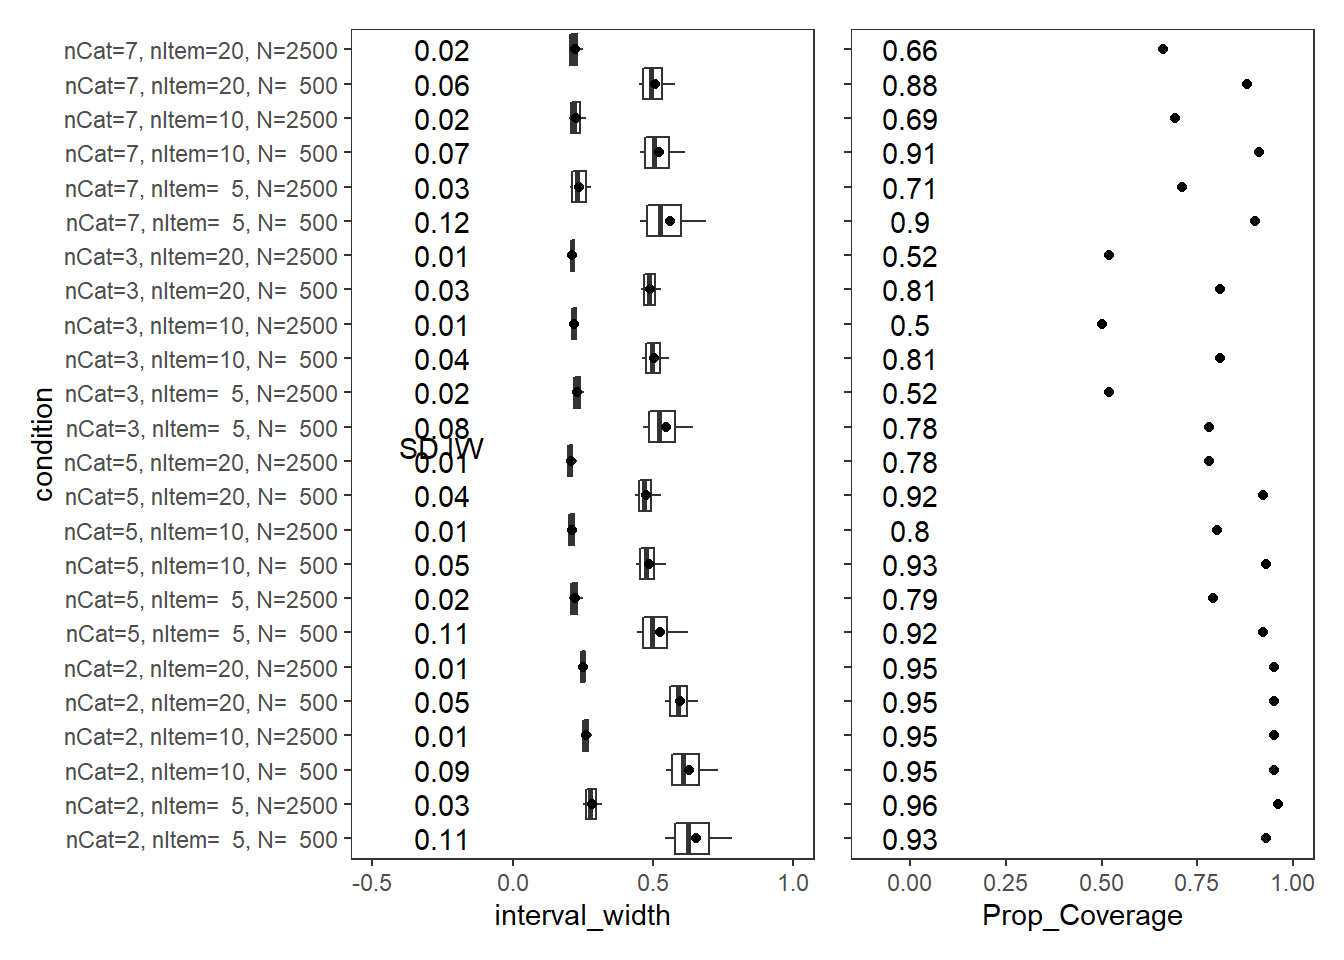 nCat=7, nItem=20, N=2500 0.02 0.66
nCat=7, nItem=20, N= 500 0.06 0.88
nCat=7, nItem=10, N=2500 0.02 0.69
nCat=7, nItem=10, N= 500 0.07 0.91
nCat=7, nItem= 5, N=2500 0.03 0.71
nCat=7, nItem= 5, N= 500 0.12 0.9
nCat=3, nItem=20, N=2500 0.01 0.52
nCat=3, nItem=20, N= 500 0.03 0.81
nCat=3, nItem=10, N=2500 0.01 0.5
nCat=3, nItem=10, N= 500 0.04 0.81
nCat=3, nItem= 5, N=2500 0.02 0.52
nCat=3, nItem= 5, N= 500 0.08 0.78
SD.IW
nCat=5, nItem=20, N=2500 0.01 0.78
nCat=5, nItem=20, N= 500 0.04 0.92
nCat=5, nItem=10, N=2500 0.01 0.8
nCat=5, nItem=10, N= 500 0.05 0.93
nCat=5, nItem= 5, N=2500 0.02 0.79
nCat=5, nItem= 5, N= 500 0.11 0.92
nCat=2, nItem=20, N=2500 0.01 0.95
nCat=2, nItem=20, N= 500 0.05 0.95
nCat=2, nItem=10, N=2500 0.01 0.95
nCat=2, nItem=10, N= 500 0.09 0.95
nCat=2, nItem= 5, N=2500 0.03 0.96
nCat=2, nItem= 5, N= 500 0.11 0.93
condition
-0.5 0.0 0.5 1.0 0.00 0.25 0.50 0.75 1.00
interval_width Prop_Coverage